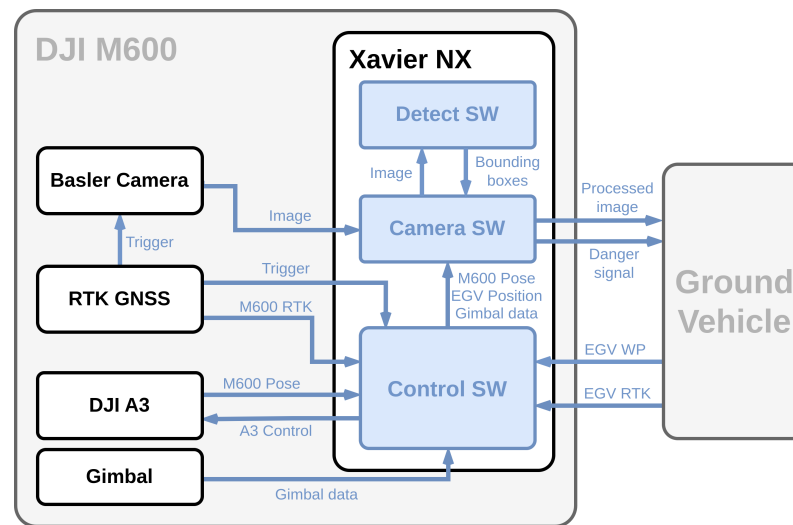 DJI M600
Xavier NX
Detect SW
Image
Bounding
boxes
Basler Camera
Image
Camera SW
Processed
image
Danger
signal
Trigger
RTK GNSS
Trigger
M600 RTK
M600 Pose
EGV Position
Gimbal data
Ground
Vehicle
Control SW
EGV WP
EGV RTK
DJI A3
M600 Pose
A3 Control
Gimbal
Gimbal data